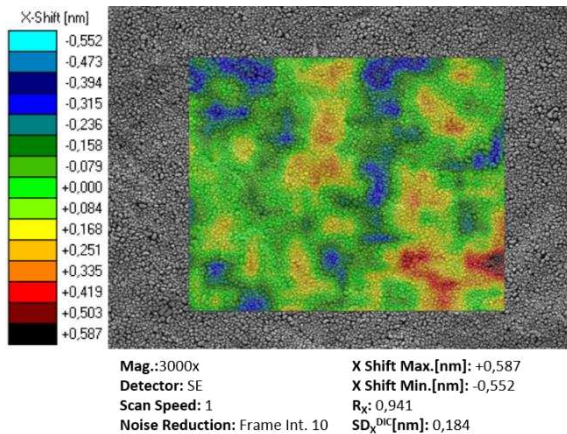 X-Shift [nm]
-0,552
-0,473
-0,394
-0,315
-0,236
-0,158
-0,079
+0,000
+0,084
+0,168
+0,251
+0,335
+0,419
+0,503
+0,587
Mag.:3000x
Detector: SE
Scan Speed: 1
Noise Reduction: Frame Int. 10
X Shift Max.[nm]: +0,587
X Shift Min.[nm]: -0,552
Rx: 0,941
SDx^DIC[nm]: 0,184